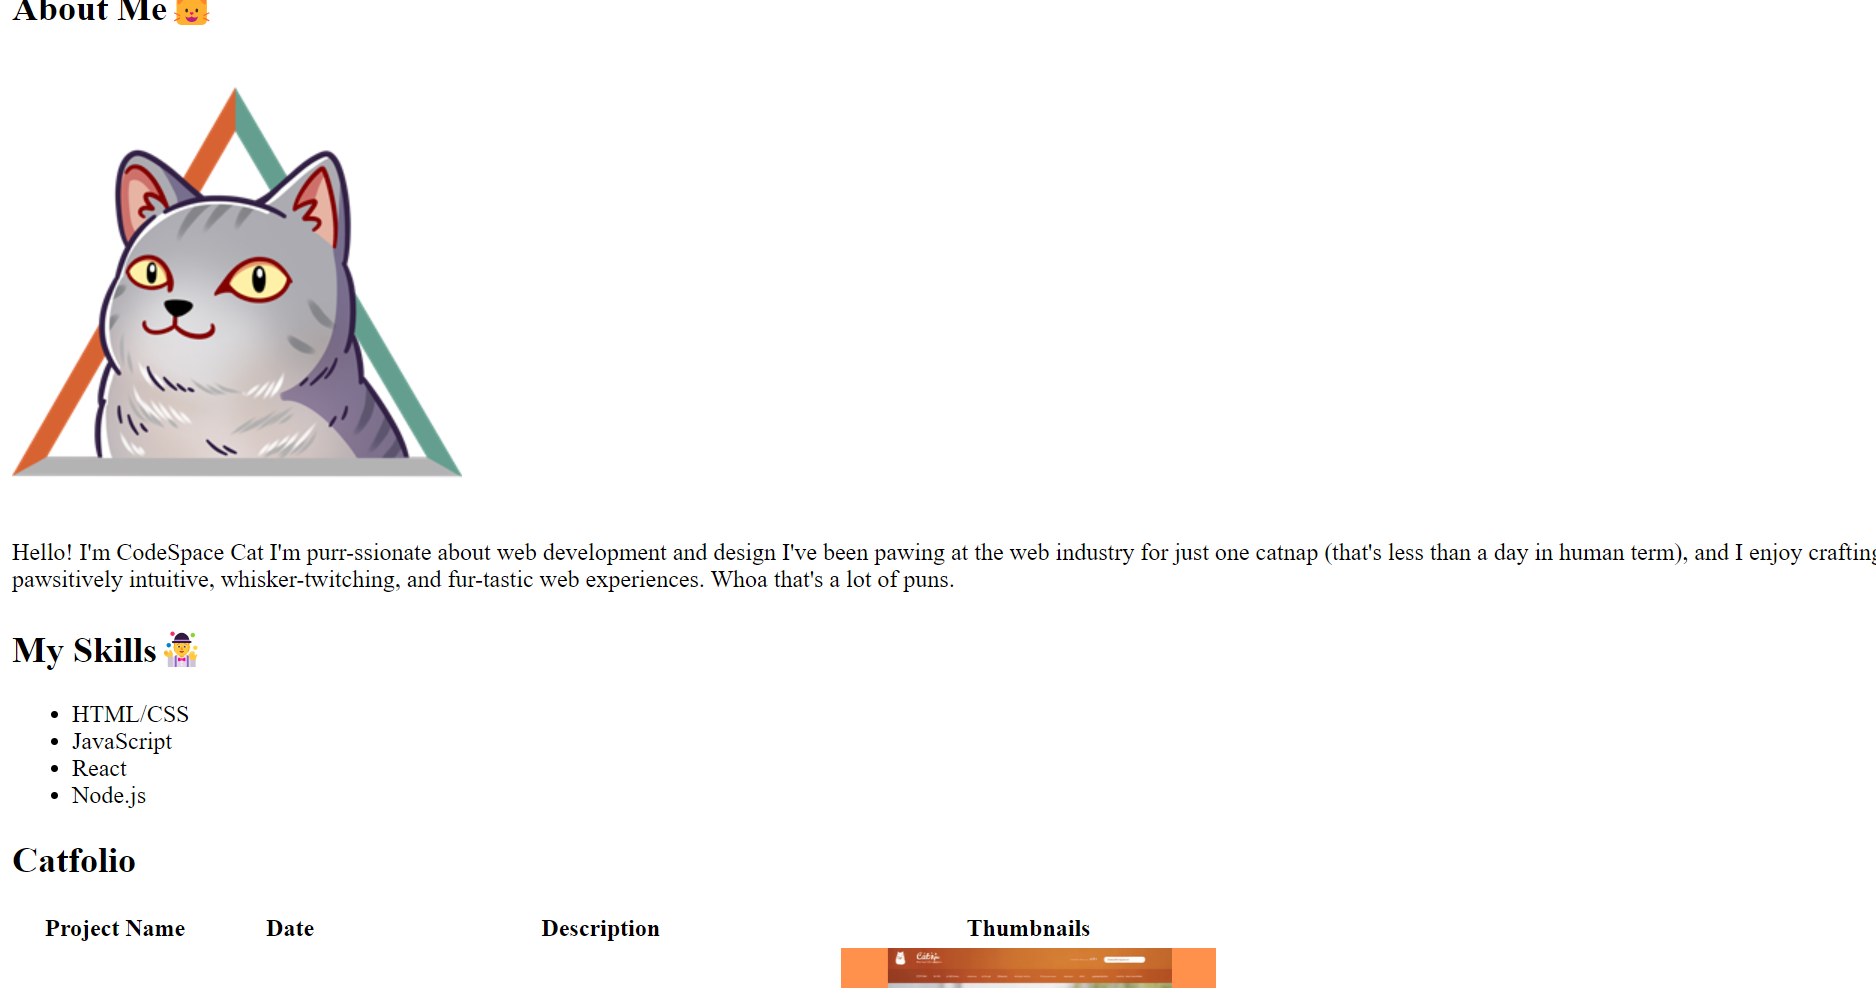 About Me
Hello! I'm CodeSpace Cat I'm purr-ssionate about web development and design I've been pawing at the web industry for just one catnap (that's less than a day in human term), and I enjoy crafting
pawsitively intuitive, whisker-twitching, and fur-tastic web experiences. Whoa that's a lot of puns.
My Skills
HTML/CSS
JavaScript
React
Node.js
Catfolio
Project Name Date Description Thumbnails